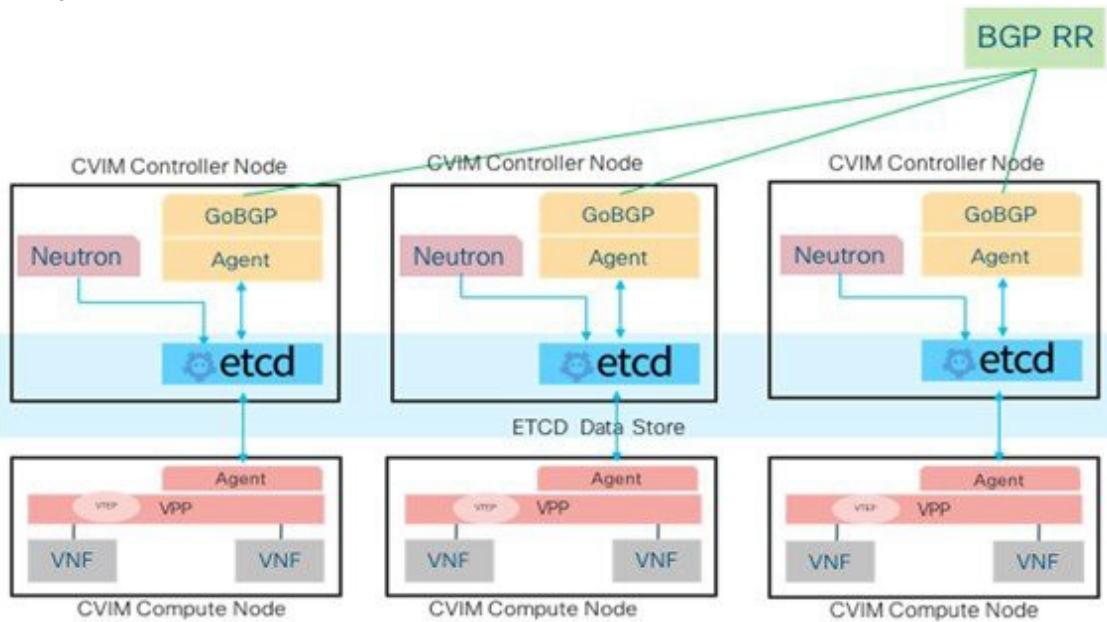 BGP RR
CVIM Controller Node
CVIM Controller Node
CVIM Controller Node
GoBGP
GoBGP
GoBGP
Neutron
Agent
Neutron
Agent
Neutron
Agent
etcd
etcd
etcd
ETCD Data Store
Agent
Agent
Agent
VTEP
VPP
VTEP
VPP
VTEP
VPP
VNF
VNF
VNF
VNF
VNF
VNF
CVIM Compute Node
CVIM Compute Node
CVIM Compute Node